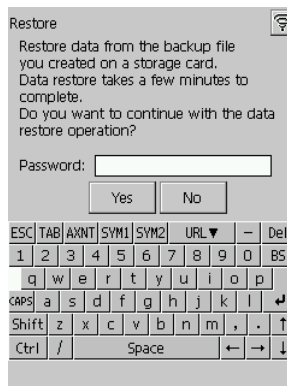 Restore
Restore data from the backup file
you created on a storage card.
Data restore takes a few minutes to
complete.
Do you want to continue with the data
restore operation?
Password:
Yes No
ESC TAB AXNT SYM1 SYM2 URL▼ - Del
1 2 3 4 5 6 7 8 9 0 BS
q w e r t y u i o p
CAPS a s d f g h j k l ↵
Shift z x c v b n m , . ↑
Ctrl / Space ← → ↓